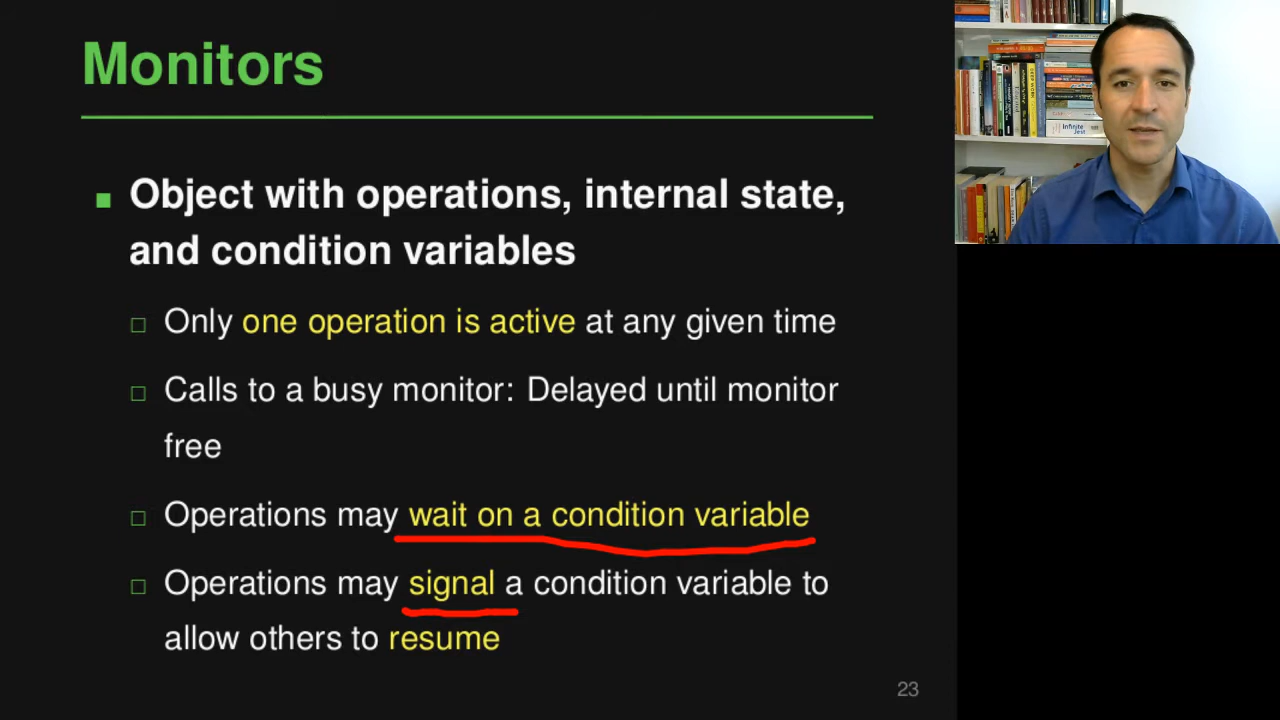 Monitors
Object with operations, internal state,
and condition variables
Only one operation is active at any given time
Calls to a busy monitor: Delayed until monitor
free
Operations may wait on a condition variable
Operations may signal a condition variable to
allow others to resume
23
Infinite
Jest